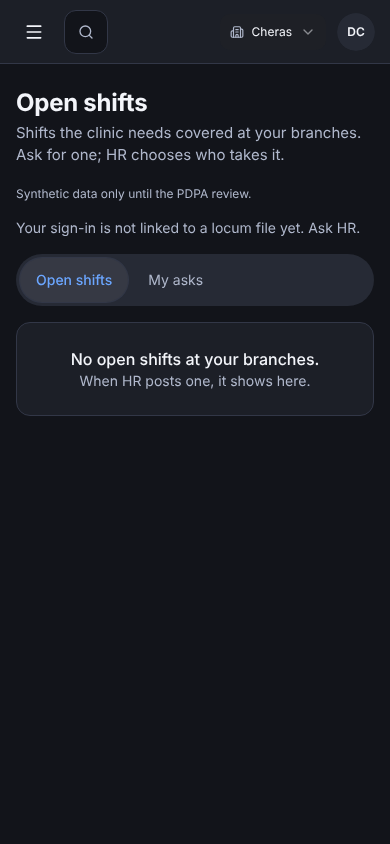 Cheras
DC
Open shifts
Shifts the clinic needs covered at your branches.
Ask for one; HR chooses who takes it.
Synthetic data only until the PDPA review.
Your sign-in is not linked to a locum file yet. Ask HR.
Open shifts
My asks
No open shifts at your branches.
When HR posts one, it shows here.